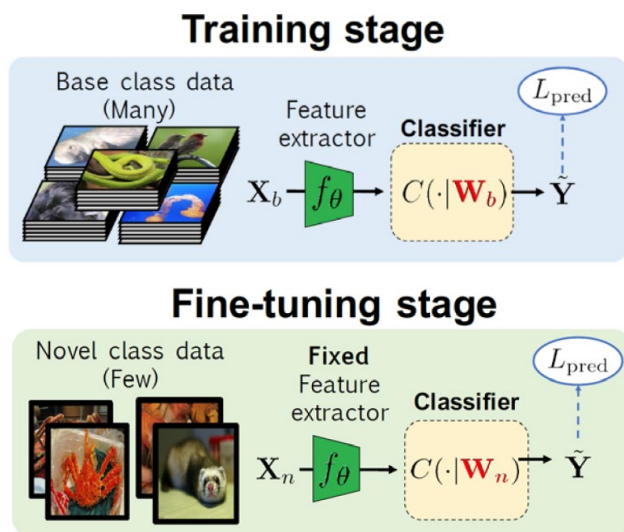 Training stage
Base class data
(Many)
Feature
extractor
Classifier
L_pred
X_b
f_θ
C(·|W_b)
Ỹ
Fine-tuning stage
Novel class data
(Few)
Fixed
Feature
extractor
Classifier
L_pred
X_n
f_θ
C(·|W_n)
Ỹ